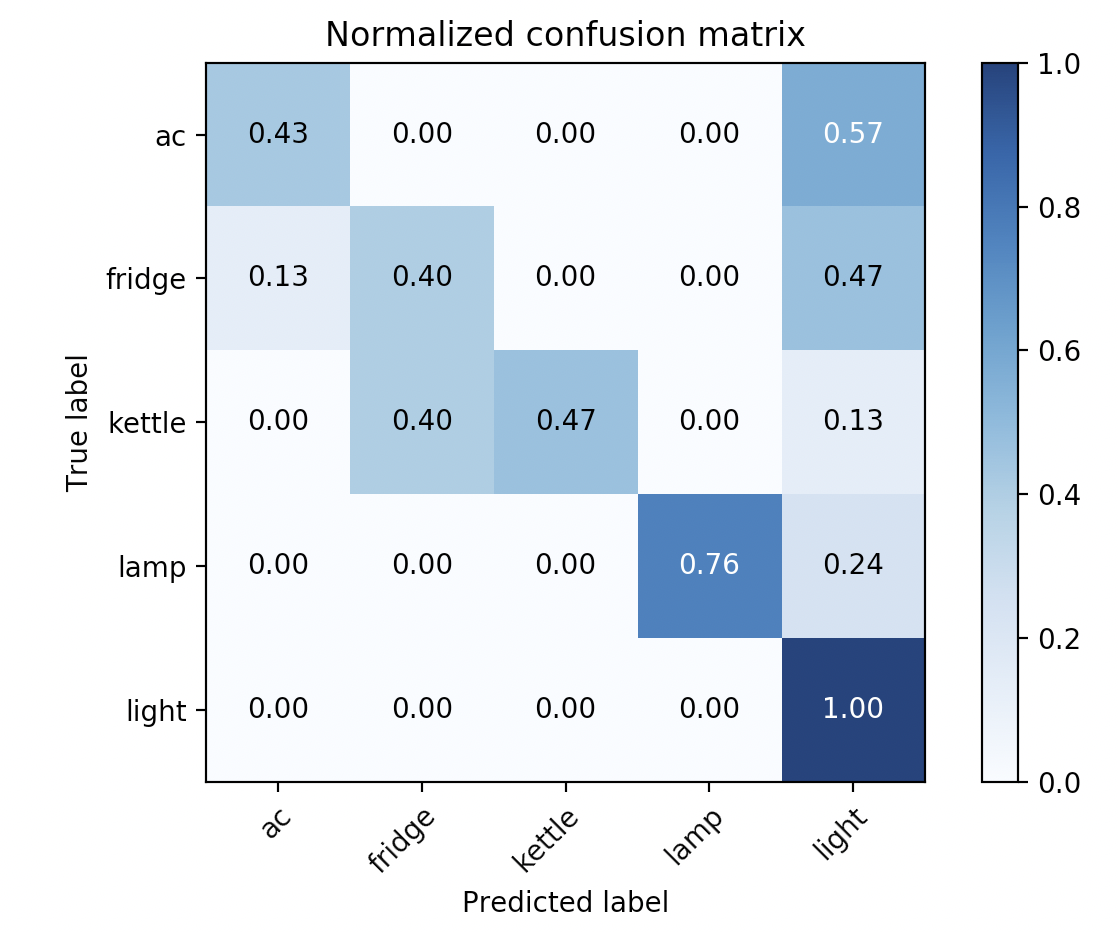 Normalized confusion matrix
ac 0.43 0.00 0.00 0.00 0.57
fridge 0.13 0.40 0.00 0.00 0.47
kettle 0.00 0.40 0.47 0.00 0.13
lamp 0.00 0.00 0.00 0.76 0.24
light 0.00 0.00 0.00 0.00 1.00
True label
ac fridge kettle lamp light
Predicted label
1.0
0.8
0.6
0.4
0.2
0.0